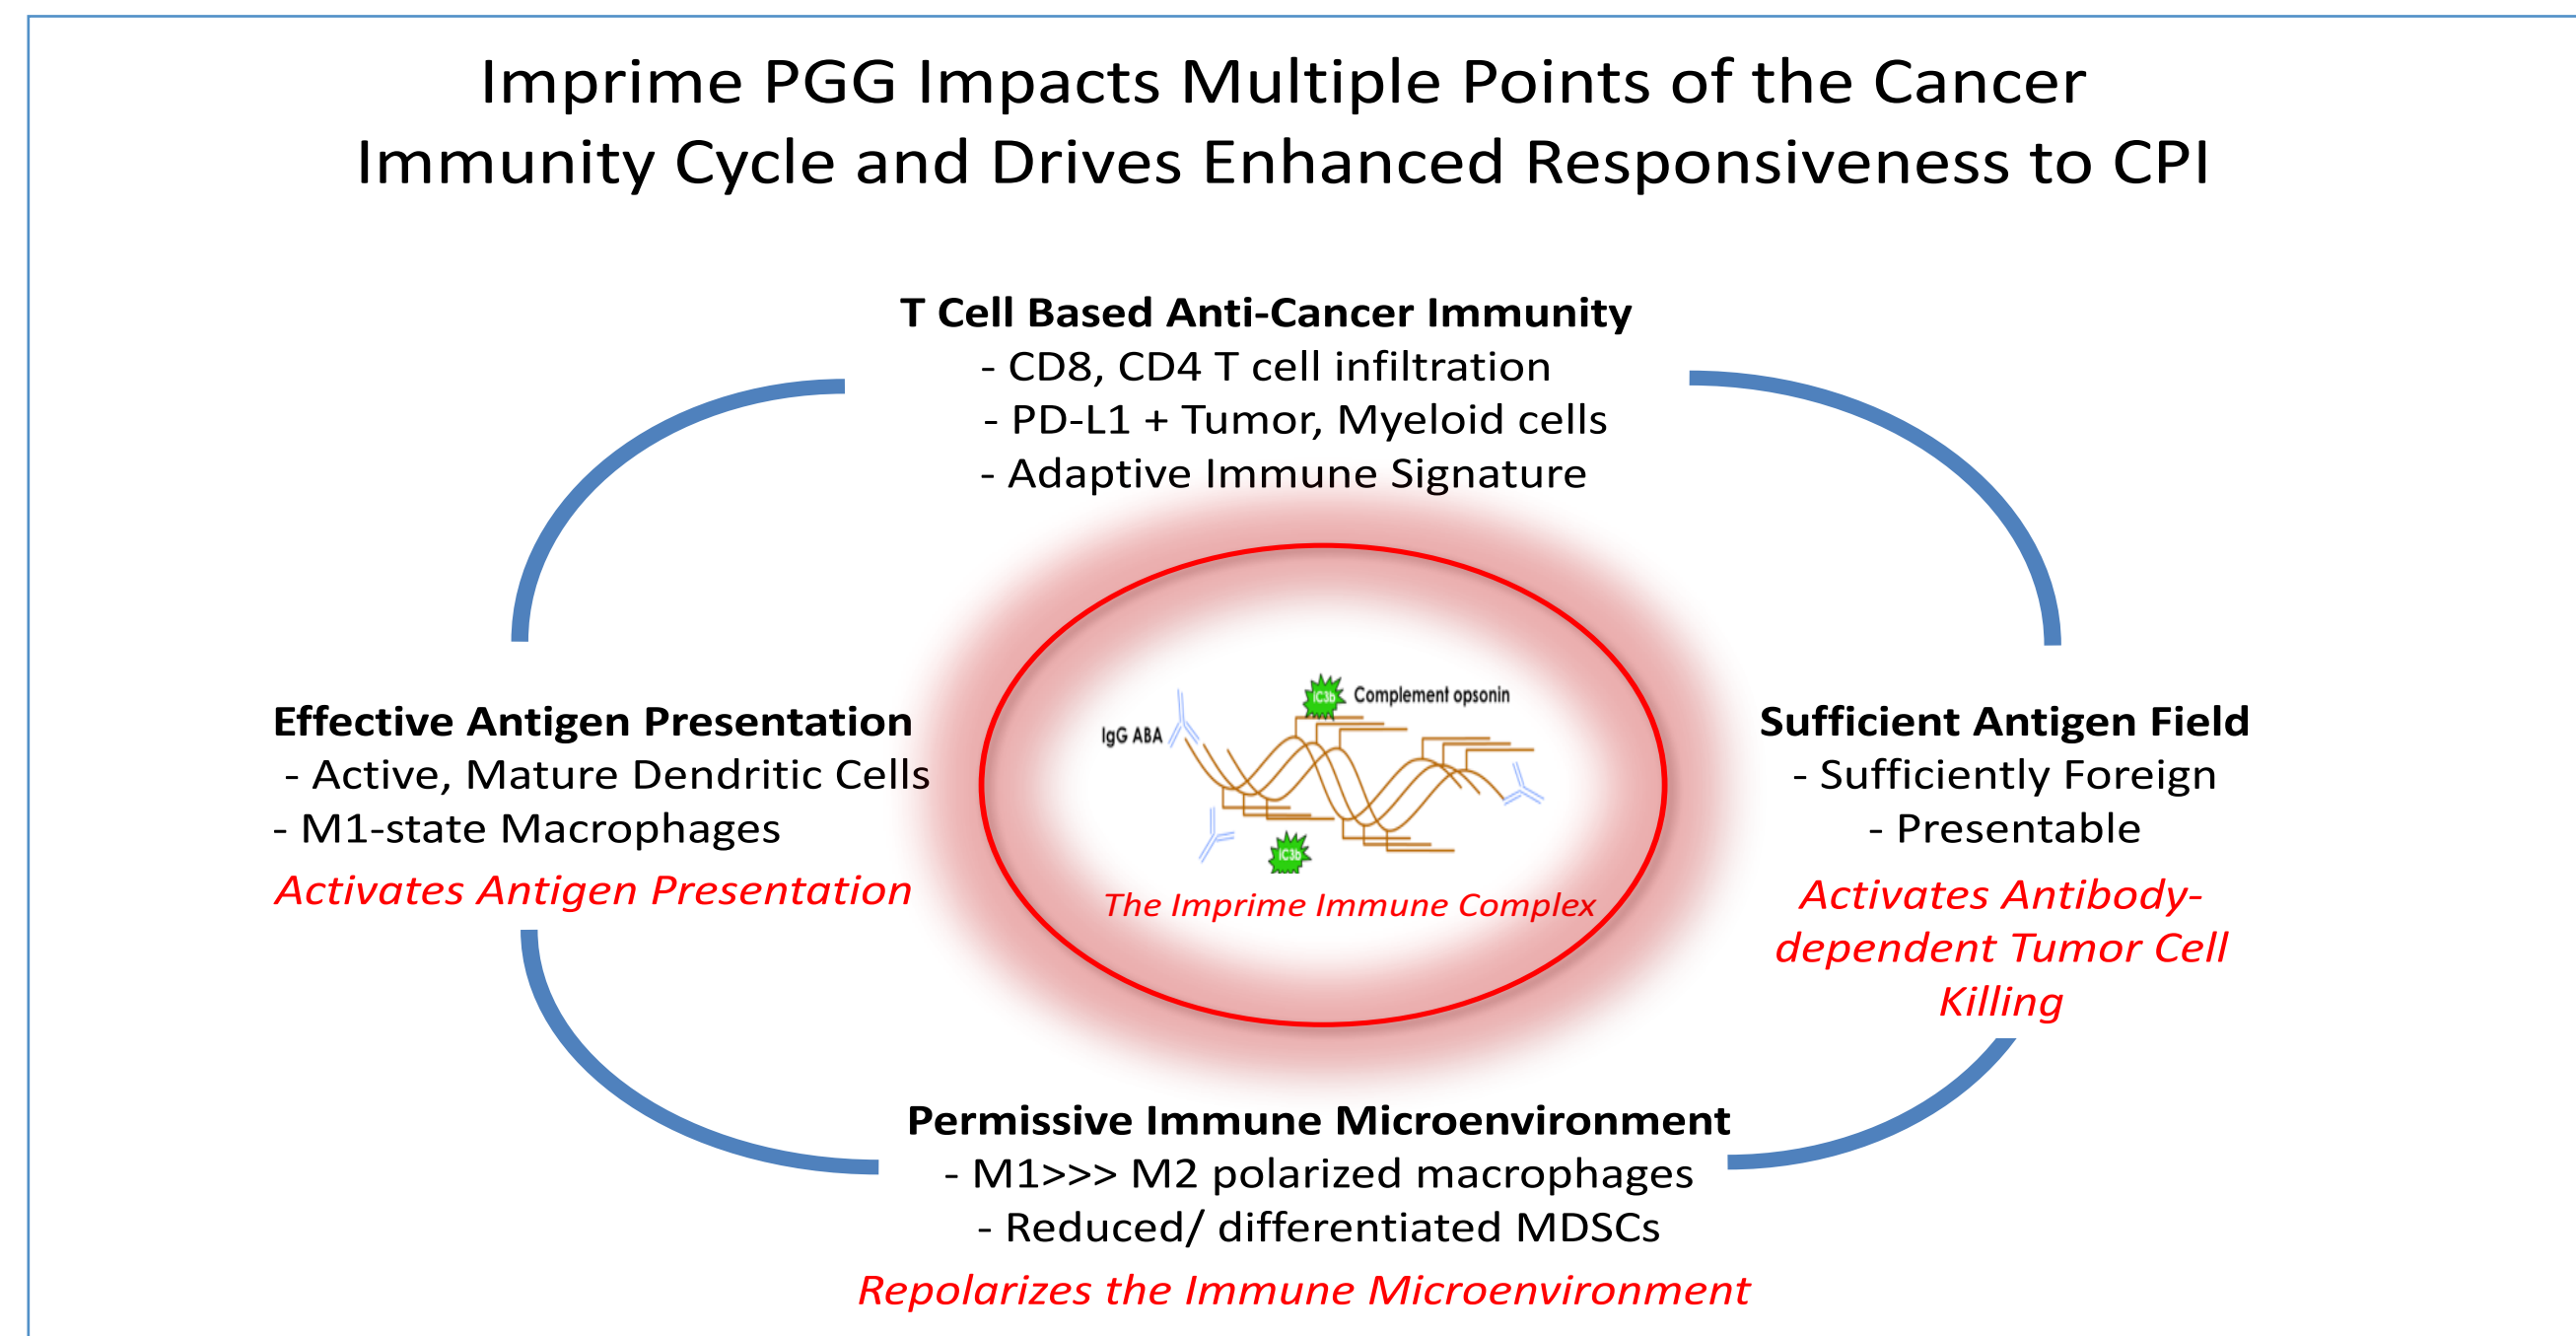 Imprime PGG Impacts Multiple Points of the Cancer
Immunity Cycle and Drives Enhanced Responsiveness to CPI
T Cell Based Anti-Cancer Immunity
- CD8, CD4 T cell infiltration
- PD-L1 + Tumor, Myeloid cells
- Adaptive Immune Signature
Effective Antigen Presentation
- Active, Mature Dendritic Cells
- M1-state Macrophages
Activates Antigen Presentation
IC3b
Complement opsonin
IgG ABA
IC3b
The Imprime Immune Complex
Sufficient Antigen Field
- Sufficiently Foreign
- Presentable
Activates Antibody-
dependent Tumor Cell
Killing
Permissive Immune Microenvironment
- M1>>> M2 polarized macrophages
- Reduced/ differentiated MDSCs
Repolarizes the Immune Microenvironment